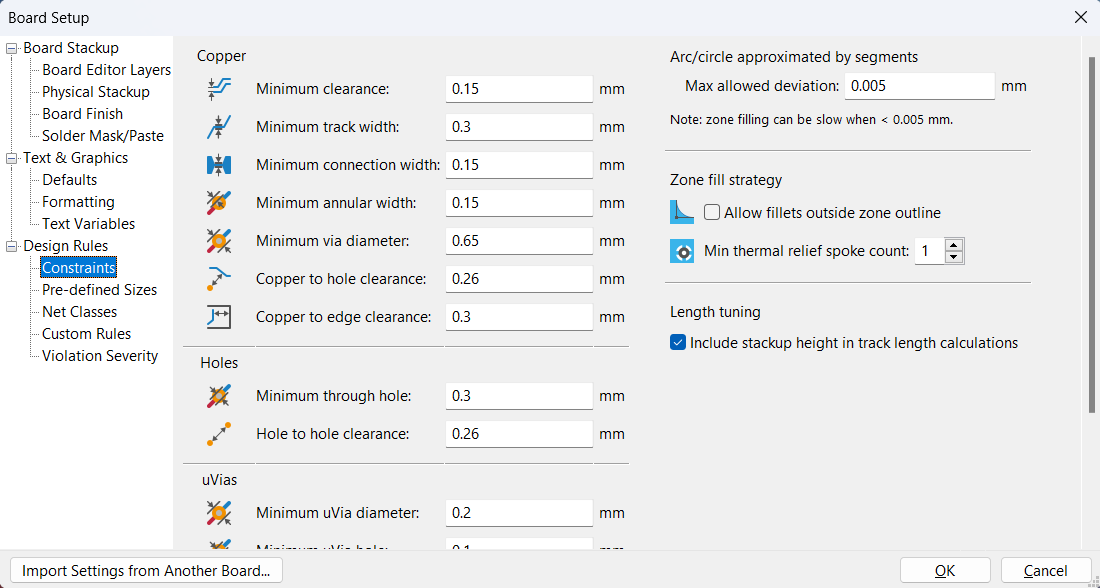 Board Setup
Board Stackup
Board Editor Layers
Physical Stackup
Board Finish
Solder Mask/Paste
Text & Graphics
Defaults
Formatting
Text Variables
Design Rules
Constraints
Pre-defined Sizes
Net Classes
Custom Rules
Violation Severity
Copper
Minimum clearance: 0.15 mm
Minimum track width: 0.3 mm
Minimum connection width: 0.15 mm
Minimum annular width: 0.15 mm
Minimum via diameter: 0.65 mm
Copper to hole clearance: 0.26 mm
Copper to edge clearance: 0.3 mm
Holes
Minimum through hole: 0.3 mm
Hole to hole clearance: 0.26 mm
uVias
Minimum uVia diameter: 0.2 mm
Minimum uVia hole: 0.1 mm
Arc/circle approximated by segments
Max allowed deviation: 0.005 mm
Note: zone filling can be slow when < 0.005 mm.
Zone fill strategy
Allow fillets outside zone outline
Min thermal relief spoke count: 1
Length tuning
Include stackup height in track length calculations
Import Settings from Another Board...
OK
Cancel